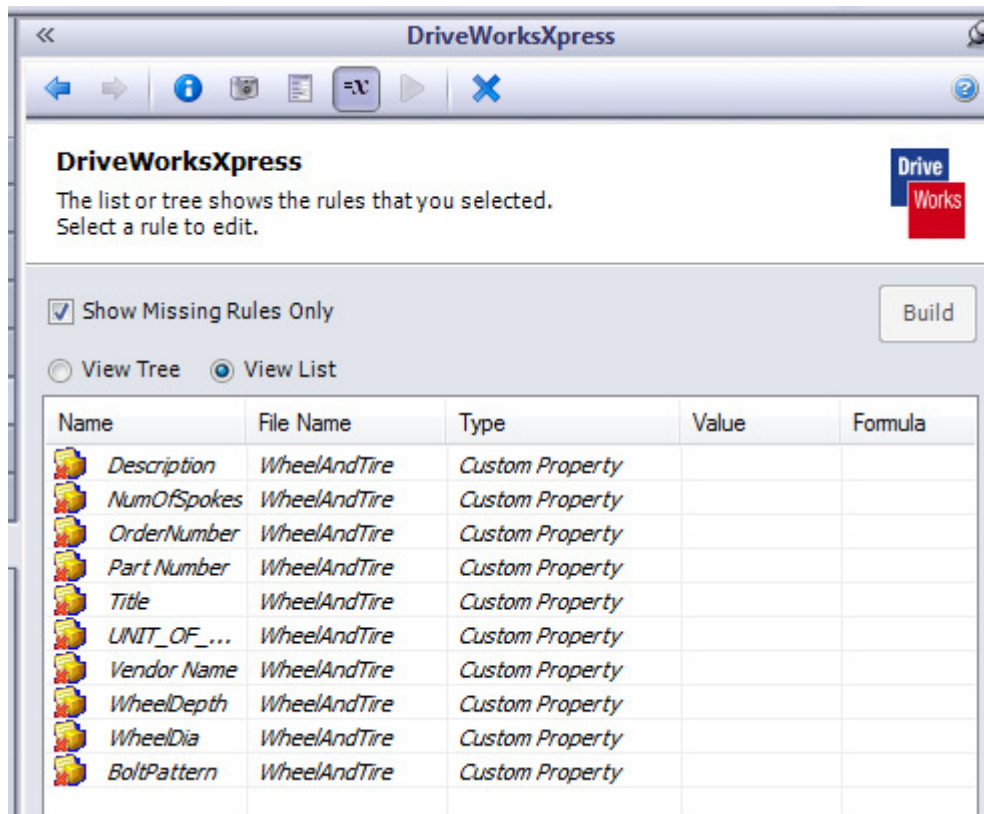 DriveWorksXpress
=x
DriveWorksXpress
The list or tree shows the rules that you selected.
Select a rule to edit.
Drive
Works
Show Missing Rules Only
Build
View Tree View List
Name File Name Type Value Formula
Description WheelAndTire Custom Property
NumOfSpokes WheelAndTire Custom Property
OrderNumber WheelAndTire Custom Property
Part Number WheelAndTire Custom Property
Title WheelAndTire Custom Property
UNIT_OF_... WheelAndTire Custom Property
Vendor Name WheelAndTire Custom Property
WheelDepth WheelAndTire Custom Property
WheelDia WheelAndTire Custom Property
BoltPattern WheelAndTire Custom Property